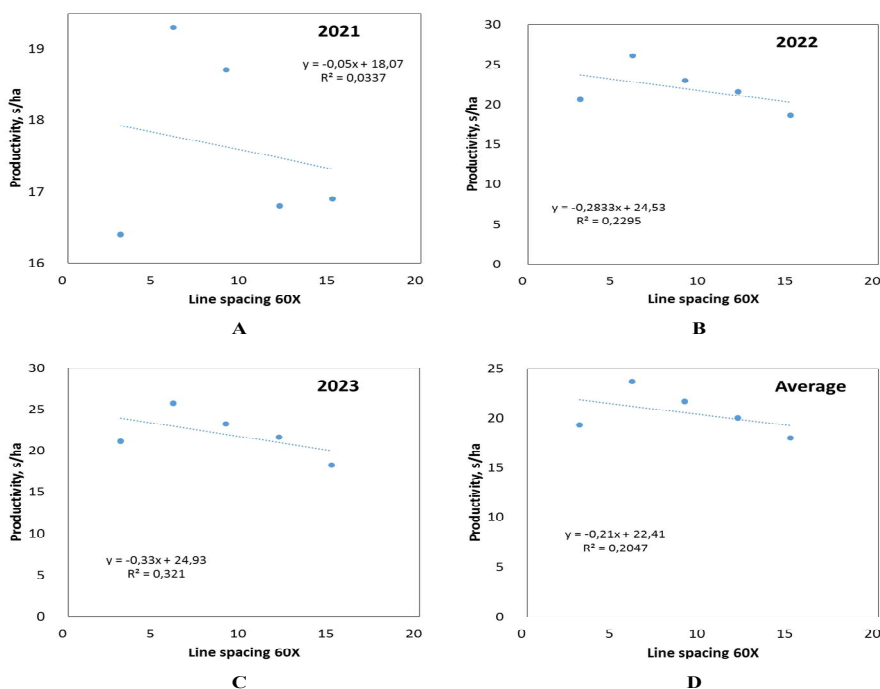 2021
y = -0,05x + 18,07
R² = 0,0337
Productivity, s/ha
19
18
17
16
0 5 10 15 20
Line spacing 60X
A
2022
y = -0,2833x + 24,53
R² = 0,2295
Productivity, s/ha
30
25
20
15
10
5
0
0 5 10 15 20
Line spacing 60X
B
2023
y = -0,33x + 24,93
R² = 0,321
Productivity, s/ha
30
25
20
15
10
5
0
0 5 10 15 20
Line spacing 60X
C
Average
y = -0,21x + 22,41
R² = 0,2047
Productivity, s/ha
25
20
15
10
5
0
0 5 10 15 20
Line spacing 60X
D